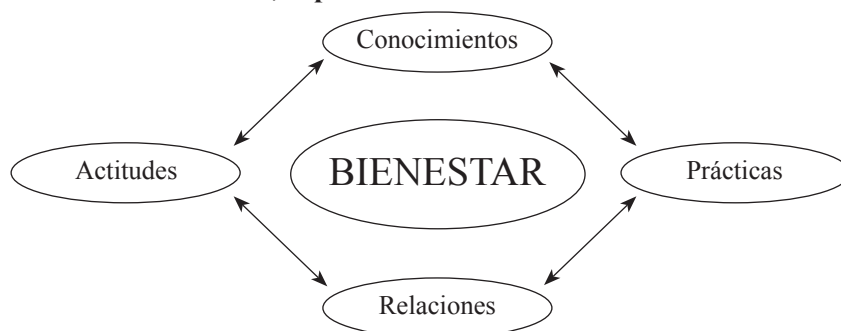 Conocimientos
Actitudes
BIENESTAR
Prácticas
Relaciones